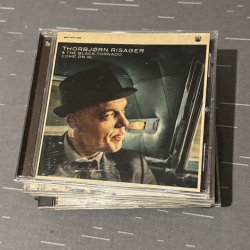 THORBJØRN RISAGER
& THE BLACK TORNADO
COME ON IN